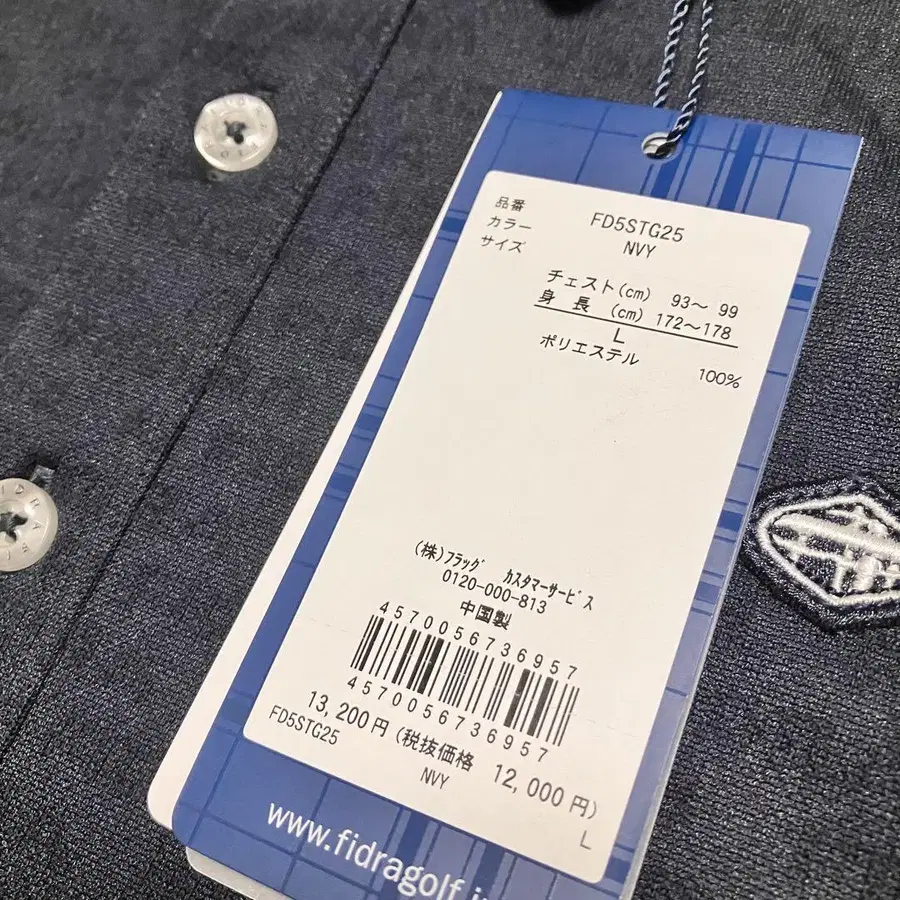 品番 FD5STG25
カラー NVY
サイズ
チェスト(cm) 93～ 99
身 長 (cm) 172～178
L
ポリエステル 100%
(株)フラッグ カスタマーサービス
0120-000-813
中国製
4570056736957
4570056736957
13,200円 (税抜価格 12,000円)
FD5STG25 NVY L
www.fidragolf.j